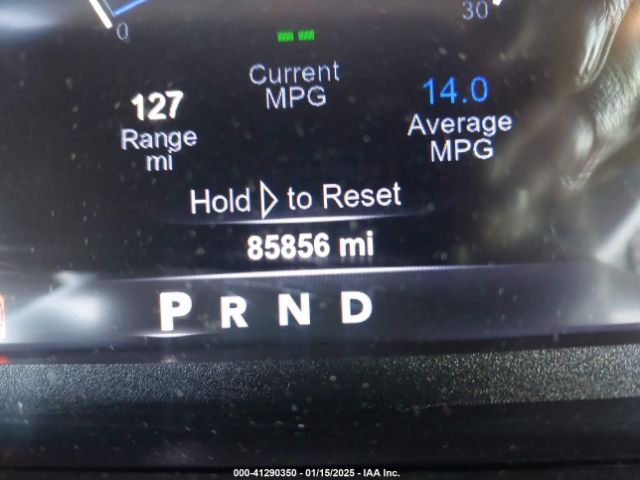 0
30
Current
MPG
127
Range
mi
14.0
Average
MPG
Hold ▷ to Reset
85856 mi
P R N D
000-41290350 - 01/15/2025 - IAA Inc.